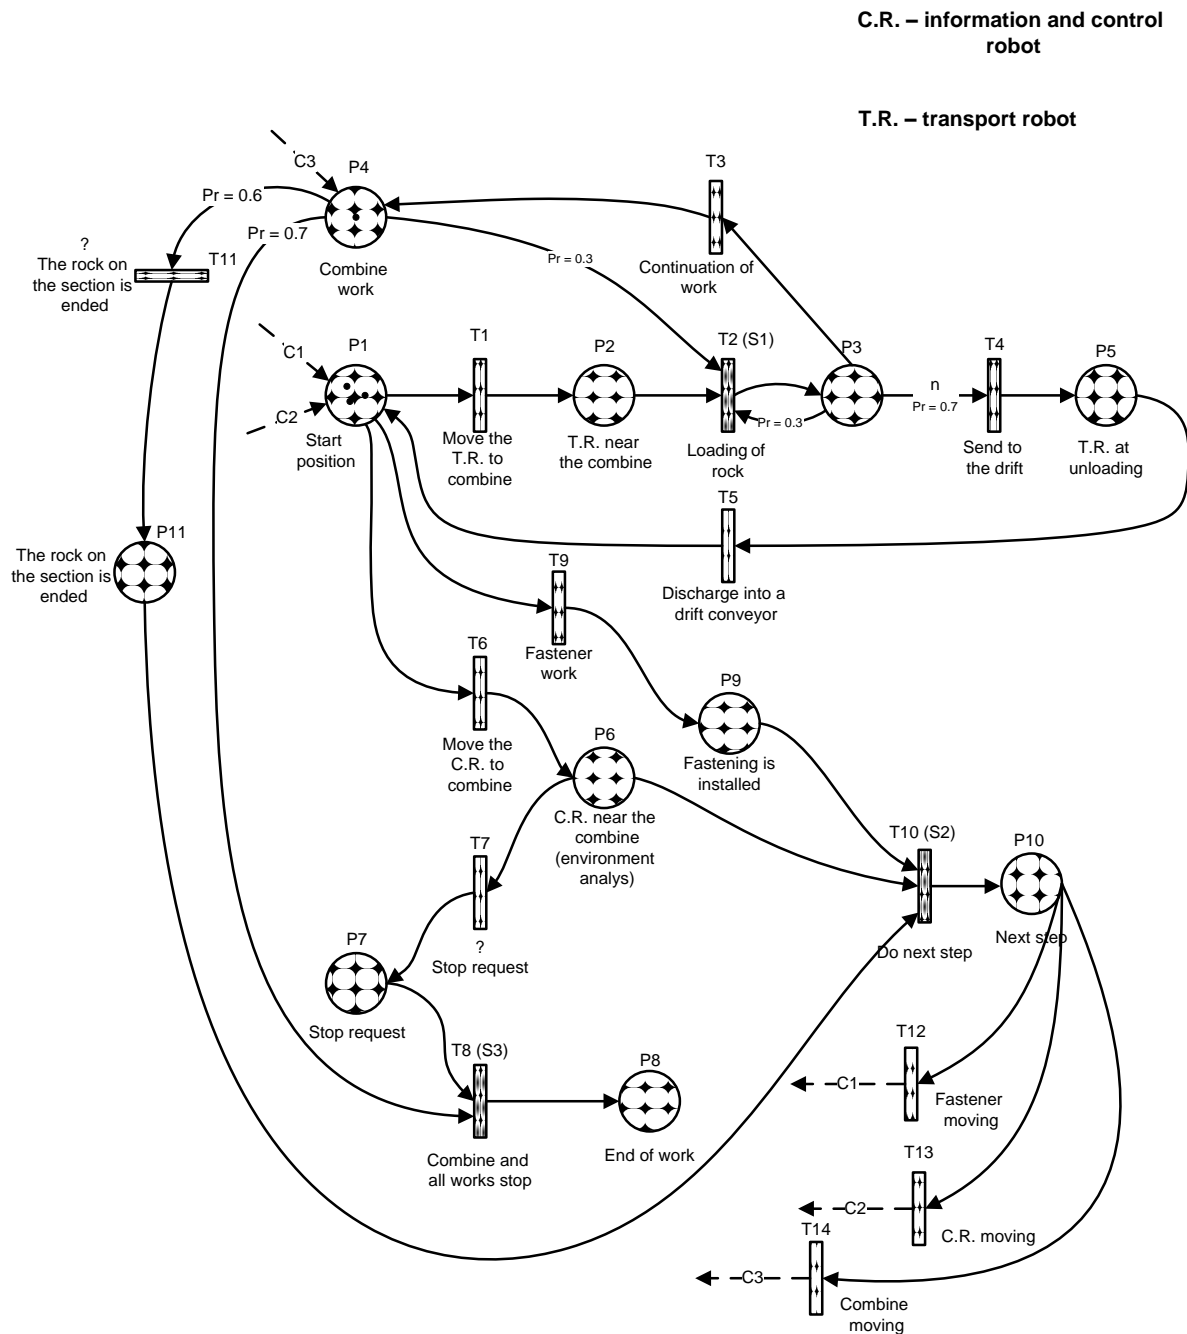 C.R. – information and control
robot
T.R. – transport robot
C3
P4
T3
Pr = 0.6
Pr = 0.7
?
The rock on
the section is
ended
T11
Combine
work
Pr = 0.3
Continuation of
work
C1
P1
T1
P2
T2 (S1)
P3
T4
P5
n
Pr = 0.7
C2
Pr = 0.3
Start
position
Move the
T.R. to
combine
T.R. near
the combine
Loading of
rock
Send to
the drift
T.R. at
unloading
T5
P11
The rock on
the section is
ended
T9
Discharge into a
drift conveyor
T6
Fastener
work
P9
Move the
C.R. to
combine
P6
Fastening is
installed
C.R. near the
combine
(environment
analys)
T7
T10 (S2)
P10
P7
?
Stop request
Do next step
Next step
Stop request
T8 (S3)
P8
T12
C1
Fastener
moving
Combine and
all works stop
End of work
T13
C2
C.R. moving
T14
C3
Combine
moving